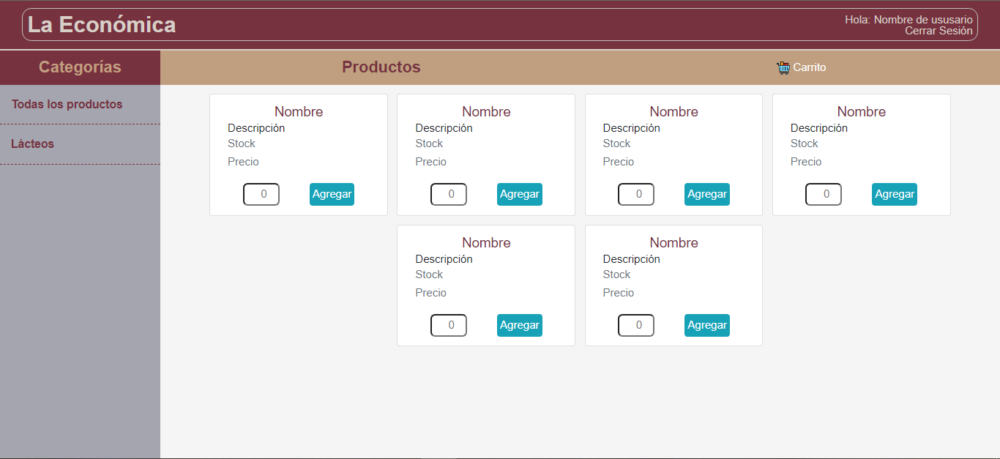 La Económica
Hola: Nombre de ususario
Cerrar Sesión
Categorías
Productos
Carrito
Todas los productos
Lácteos
Nombre
Descripción
Stock
Precio
0 Agregar
Nombre
Descripción
Stock
Precio
0 Agregar
Nombre
Descripción
Stock
Precio
0 Agregar
Nombre
Descripción
Stock
Precio
0 Agregar
Nombre
Descripción
Stock
Precio
0 Agregar
Nombre
Descripción
Stock
Precio
0 Agregar